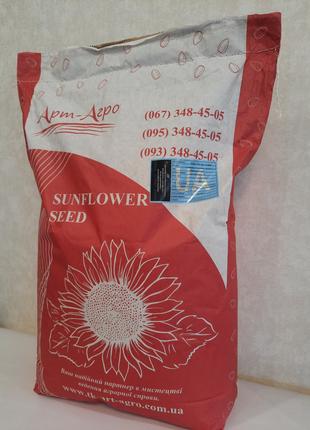 Арт-Агро
(067) 348-45-05
(095) 348-45-05
(093) 348-45-05
UA
SUNFLOWER
SEED
Ваш надійний партнер в мистецтві
ведення аграрної справи.
www.tk-art-agro.com.ua